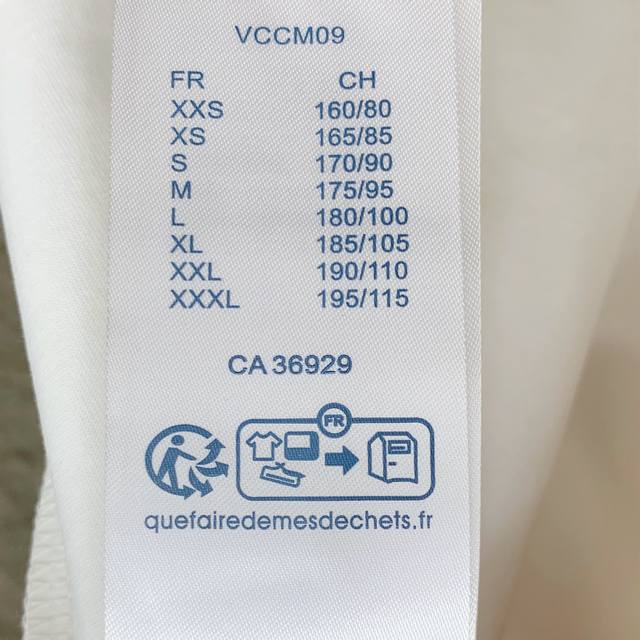 VCCM09
FR CH
XXS 160/80
XS 165/85
S 170/90
M 175/95
L 180/100
XL 185/105
XXL 190/110
XXXL 195/115
CA 36929
FR
quefairedemesdechets.fr